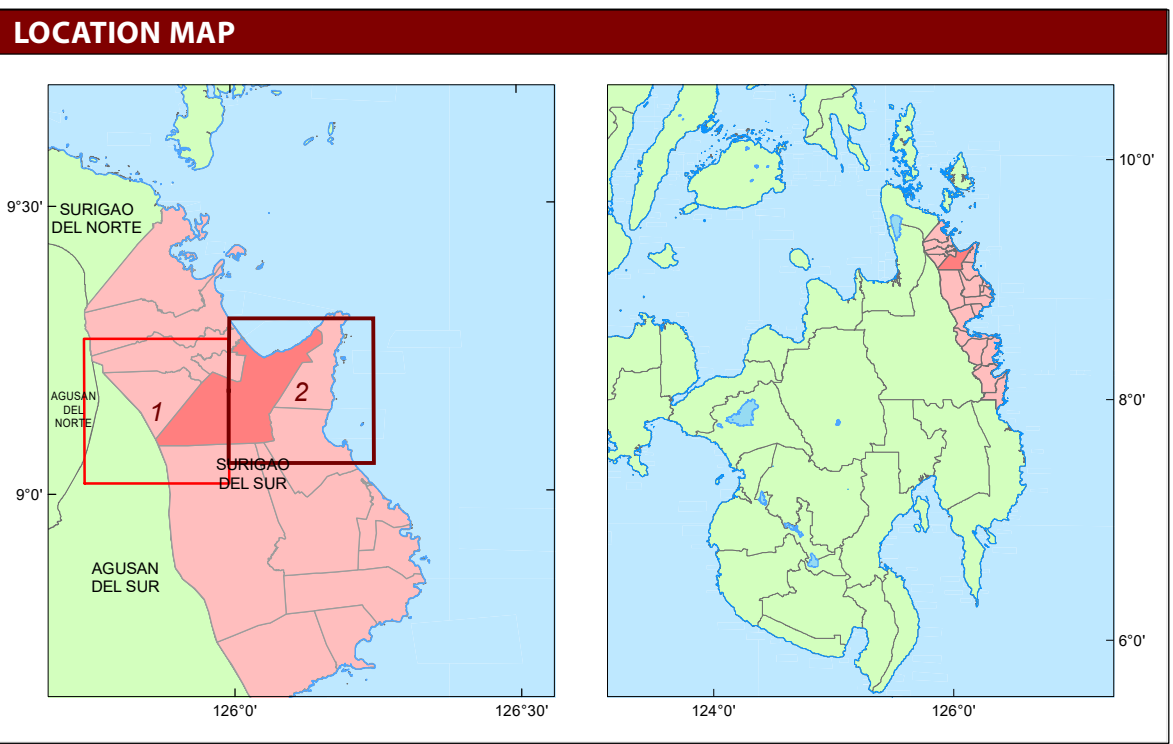 LOCATION MAP
9°30'
SURIGAO
DEL NORTE
10°0'
AGUSAN
DEL
NORTE
1
2
8°0'
SURIGAO
DEL SUR
9°0'
AGUSAN
DEL SUR
6°0'
126°0'
126°30'
124°0'
126°0'